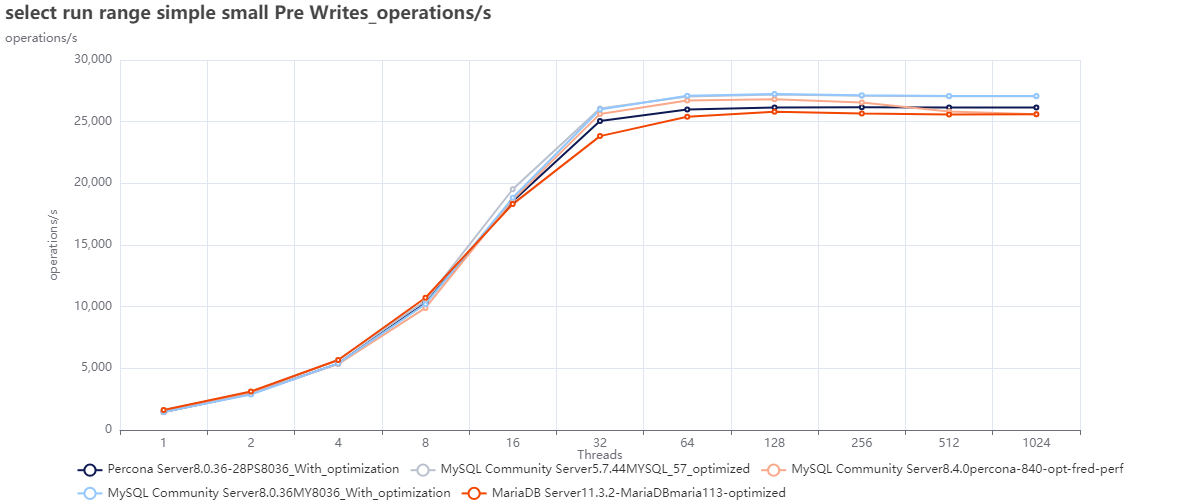 select run range simple small Pre Writes_operations/s
operations/s
30,000
25,000
20,000
15,000
10,000
5,000
0
operations/s
1 2 4 8 16 32 64 128 256 512 1024
Threads
Percona Server8.0.36-28PS8036_With_optimization MySQL Community Server5.7.44MYSQL_57_optimized MySQL Community Server8.4.0percona-840-opt-fred-perf
MySQL Community Server8.0.36MY8036_With_optimization MariaDB Server11.3.2-MariaDBmaria113-optimized